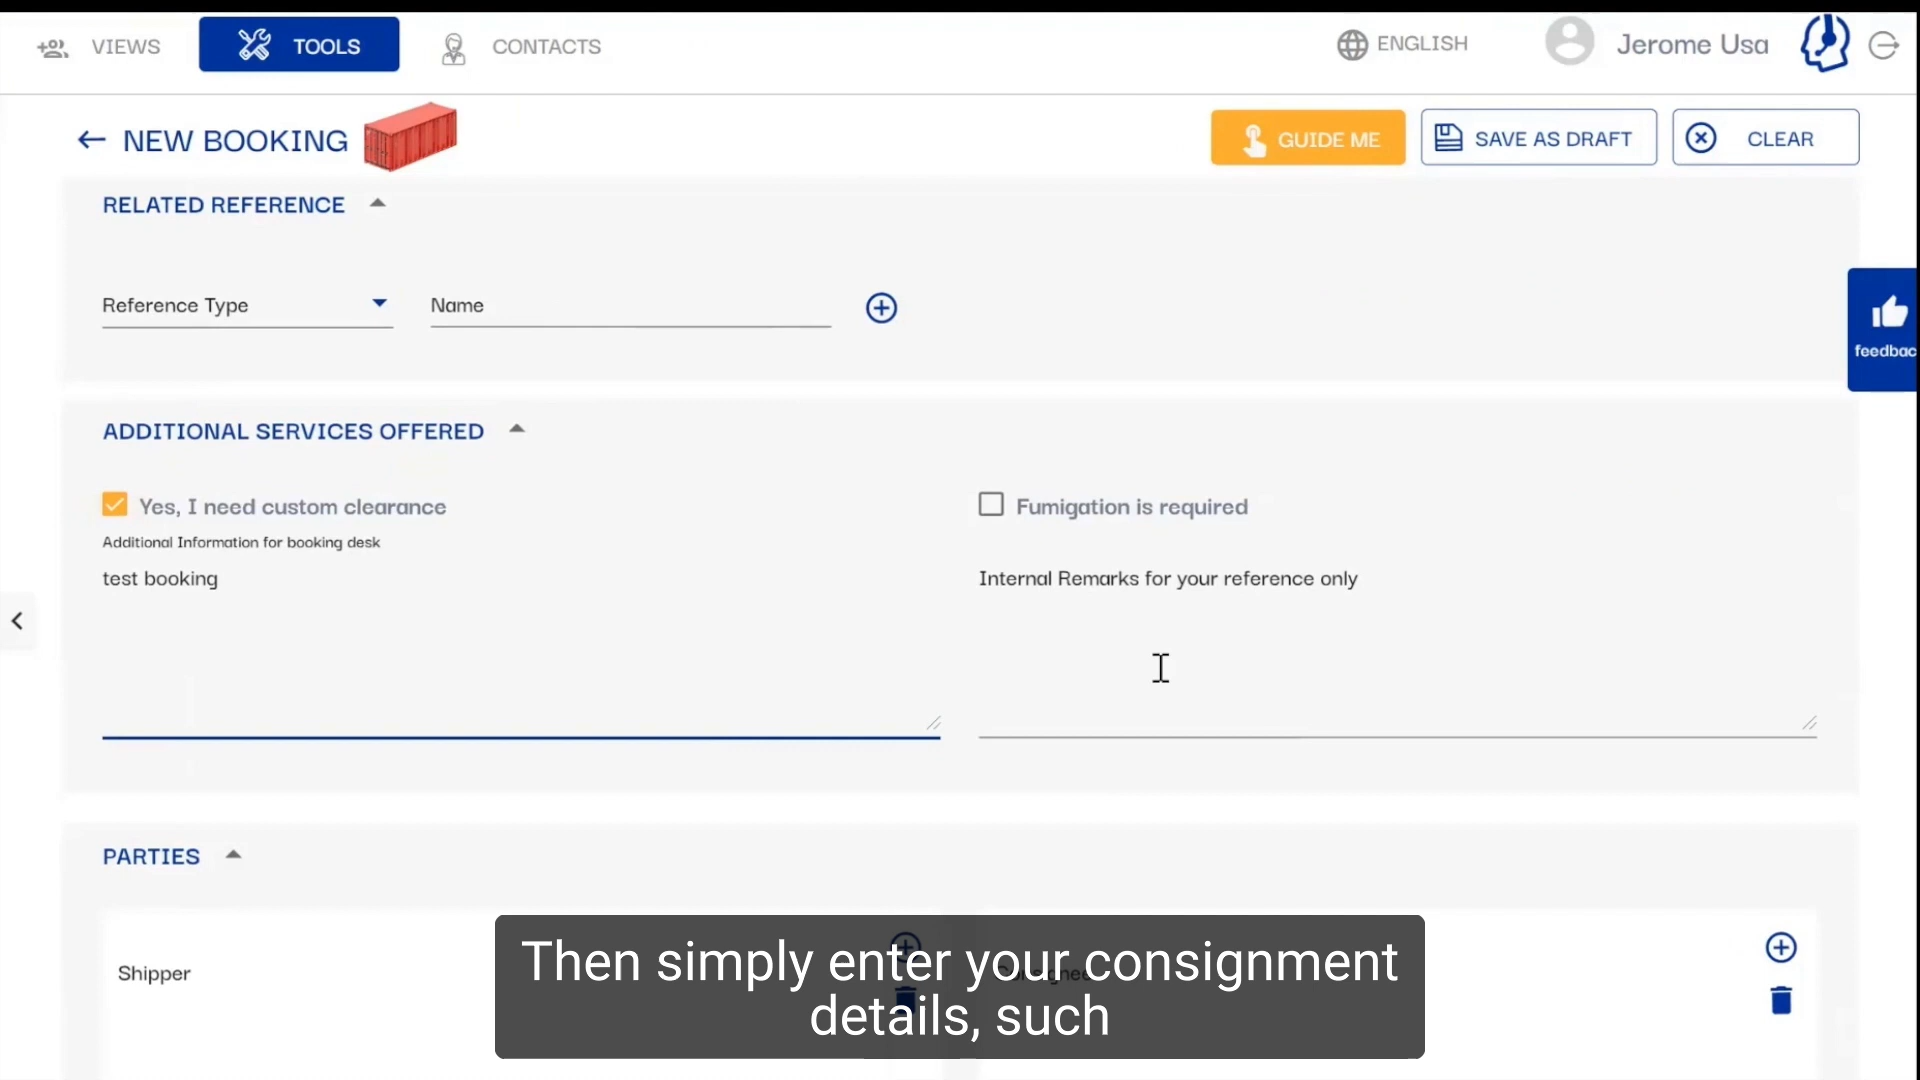 VIEWS
TOOLS
CONTACTS
ENGLISH
Jerome Usa
NEW BOOKING
GUIDE ME
SAVE AS DRAFT
CLEAR
RELATED REFERENCE
Reference Type
Name
feedbac
ADDITIONAL SERVICES OFFERED
Yes, I need custom clearance
Fumigation is required
Additional Information for booking desk
test booking
Internal Remarks for your reference only
PARTIES
Shipper
Consignee
Then simply enter your consignment
details, such